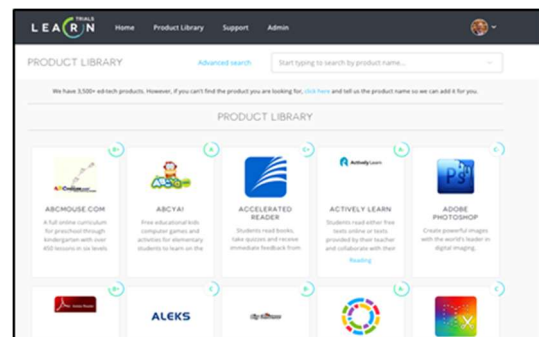 TRIALS
LEARN
Home Product Library Support Admin
PRODUCT LIBRARY
Advanced search
Start typing to search by product name...
We have 3,500+ ed-tech products. However, if you can't find the product you are looking for, click here and tell us the product name so we can add it for you.
PRODUCT LIBRARY
B+
A
C+
A-
C-
ABCmouse.com
ABCya!
Actively Learn
Ps
ABCMOUSE.COM
A full online curriculum
for preschool through
kindergarten with over
450 lessons in six levels
ABCYA!
Free educational kids
computer games and
activities for elementary
students to learn on the
ACCELERATED
READER
Students read books,
take quizzes and receive
immediate feedback from
ACTIVELY LEARN
Students read either free
texts online or texts
provided by their teacher
and collaborate with their
Reading
ADOBE
PHOTOSHOP
Create powerful images
with the world's leader in
digital imaging.
Adobe Reader
ALEKS